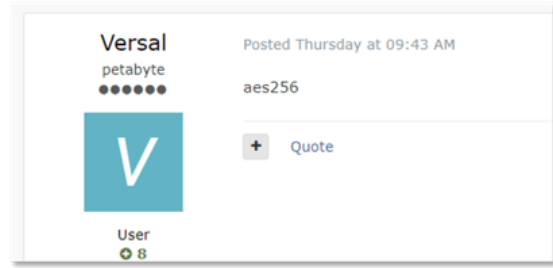 Versal
petabyte
Posted Thursday at 09:43 AM
aes256
V
+ Quote
User
8